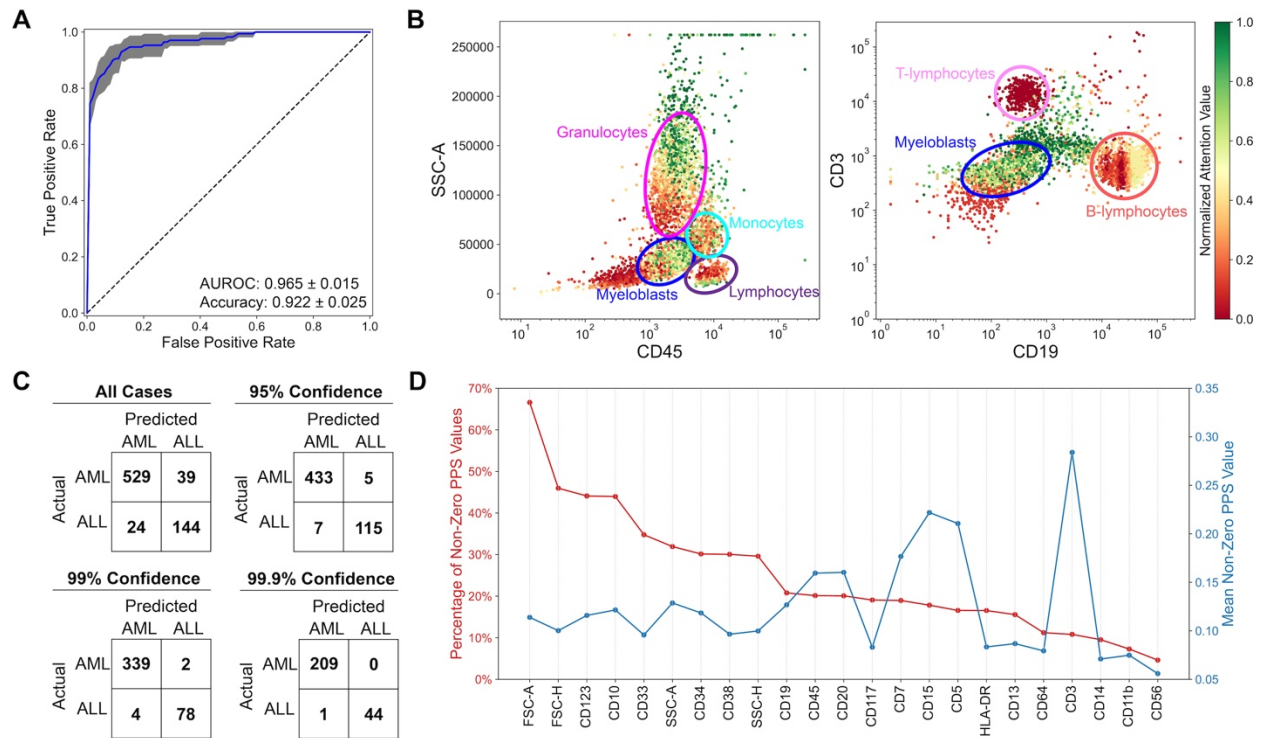 A
True Positive Rate
1.0
0.8
0.6
0.4
0.2
0.0
0.0 0.2 0.4 0.6 0.8 1.0
False Positive Rate
AUROC: 0.965 ± 0.015
Accuracy: 0.922 ± 0.025
B
SSC-A
250000
200000
150000
100000
50000
0
10¹ 10² 10³ 10⁴ 10⁵
CD45
Granulocytes
Monocytes
Myeloblasts
Lymphocytes
CD3
10⁵
10⁴
10³
10²
10¹
10⁰
10⁰ 10¹ 10² 10³ 10⁴ 10⁵
CD19
T-lymphocytes
Myeloblasts
B-lymphocytes
Normalized Attention Value
1.0
0.8
0.6
0.4
0.2
0.0
C
All Cases
Predicted
AML ALL
Actual
AML 529 39
ALL 24 144
95% Confidence
Predicted
AML ALL
Actual
AML 433 5
ALL 7 115
99% Confidence
Predicted
AML ALL
Actual
AML 339 2
ALL 4 78
99.9% Confidence
Predicted
AML ALL
Actual
AML 209 0
ALL 1 44
D
Percentage of Non-Zero PPS Values
70%
60%
50%
40%
30%
20%
10%
0%
Mean Non-Zero PPS Value
0.35
0.30
0.25
0.20
0.15
0.10
0.05
FSC-A
FSC-H
CD123
CD10
CD33
SSC-A
CD34
CD38
SSC-H
CD19
CD45
CD20
CD117
CD7
CD15
CD5
HLA-DR
CD13
CD64
CD3
CD14
CD11b
CD56